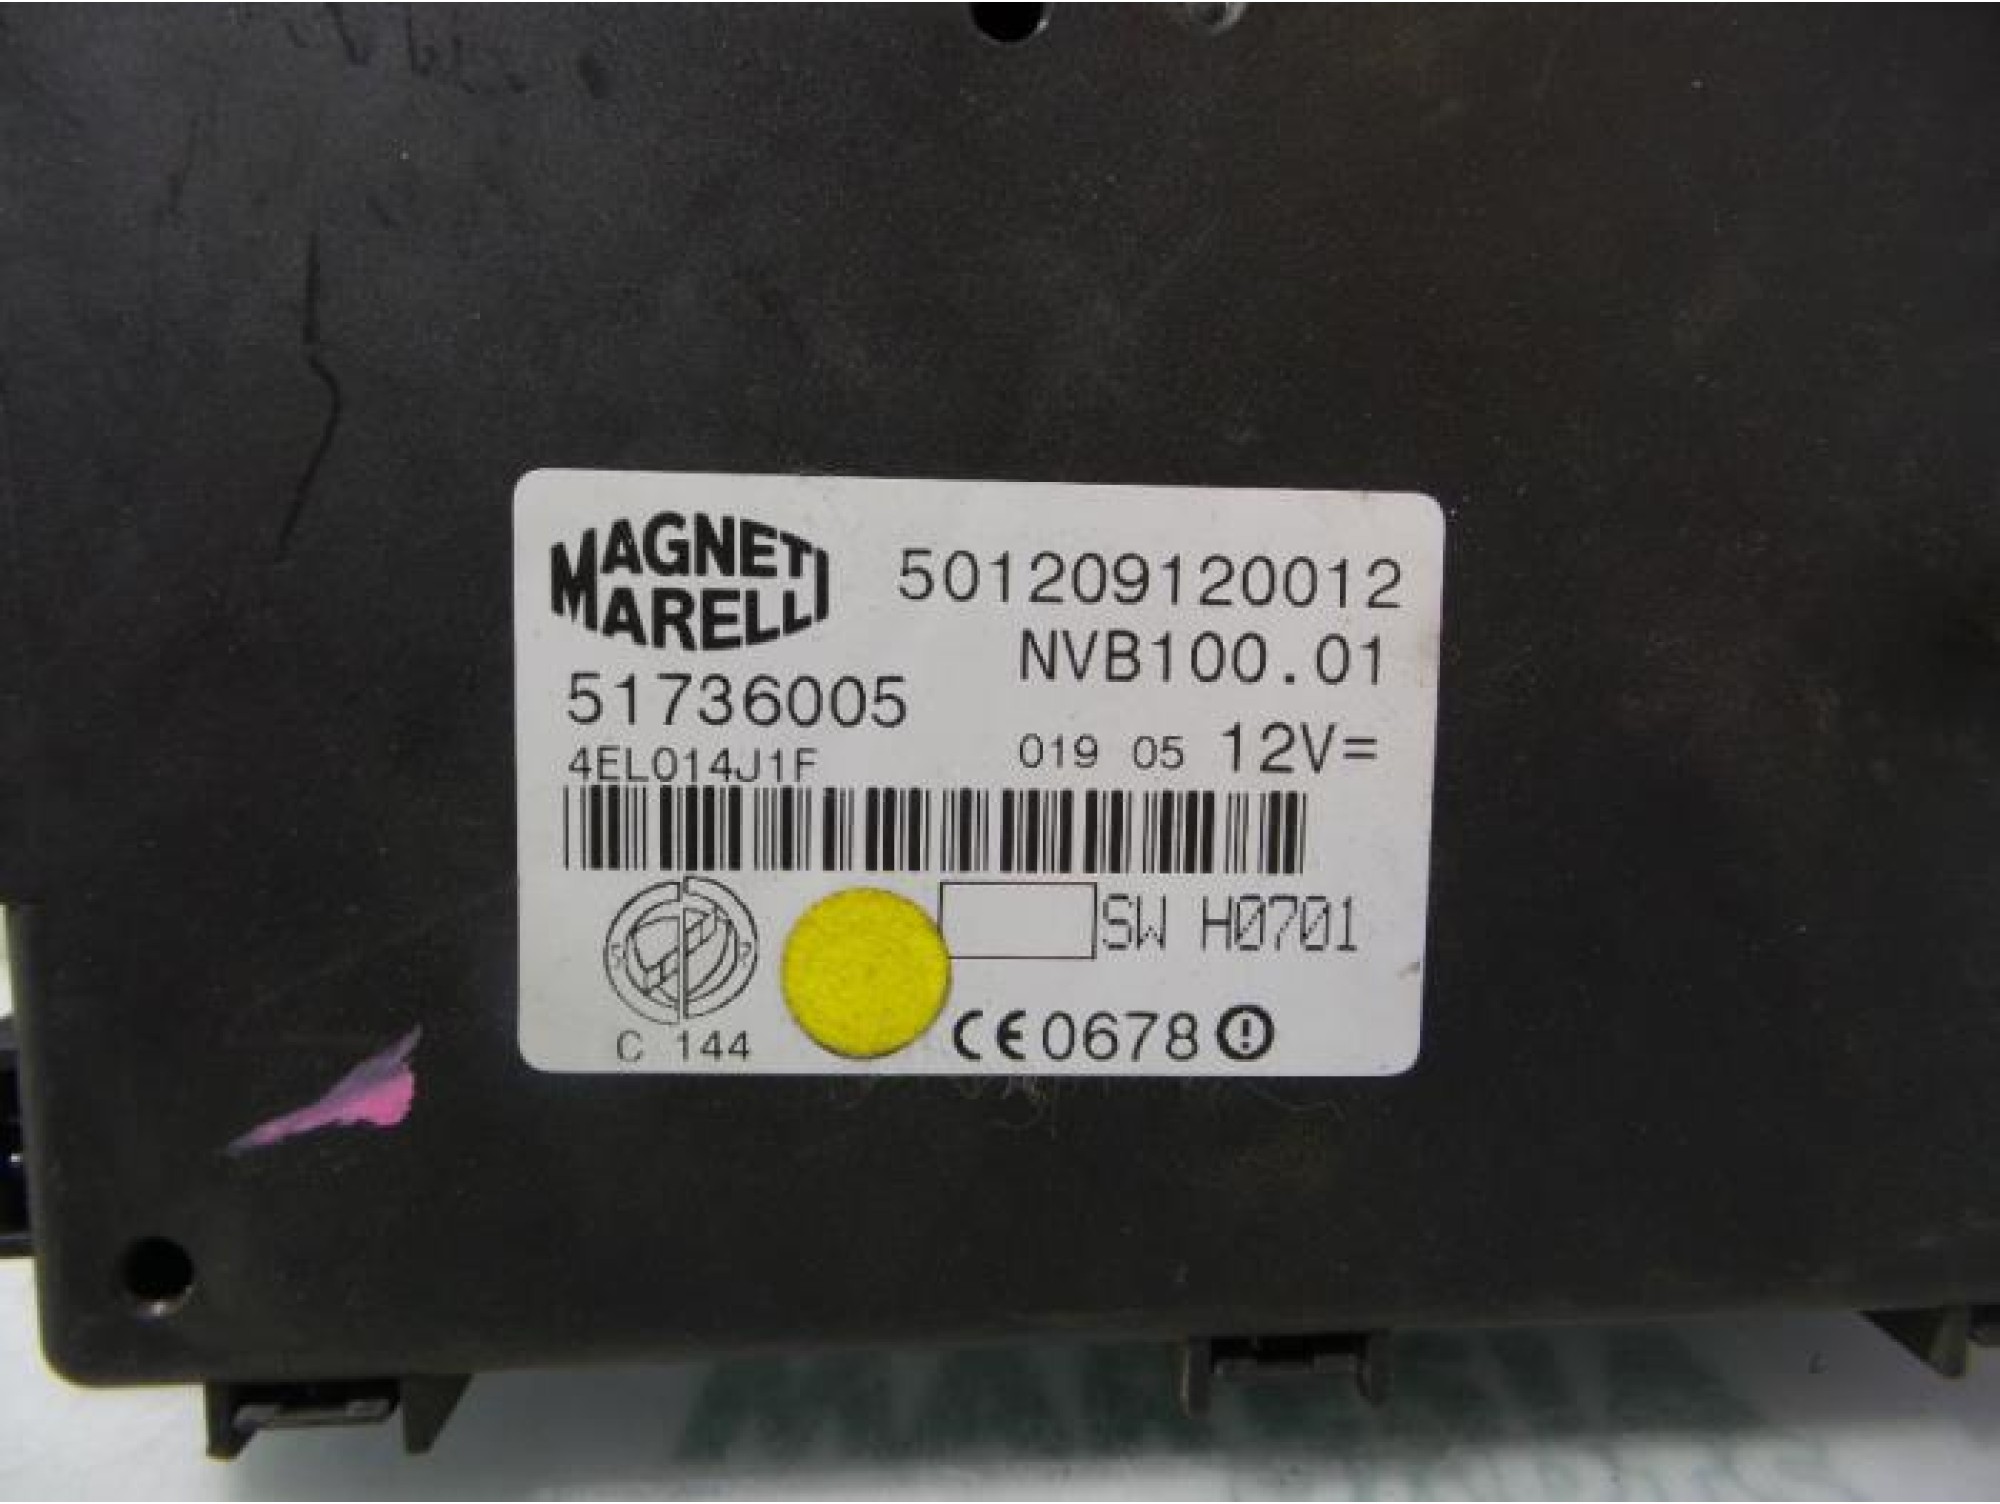 MAGNETI
MARELLI
501209120012
NVB100.01
51736005
4EL014J1F
019 05 12V=
SW H0701
C 144
CE0678